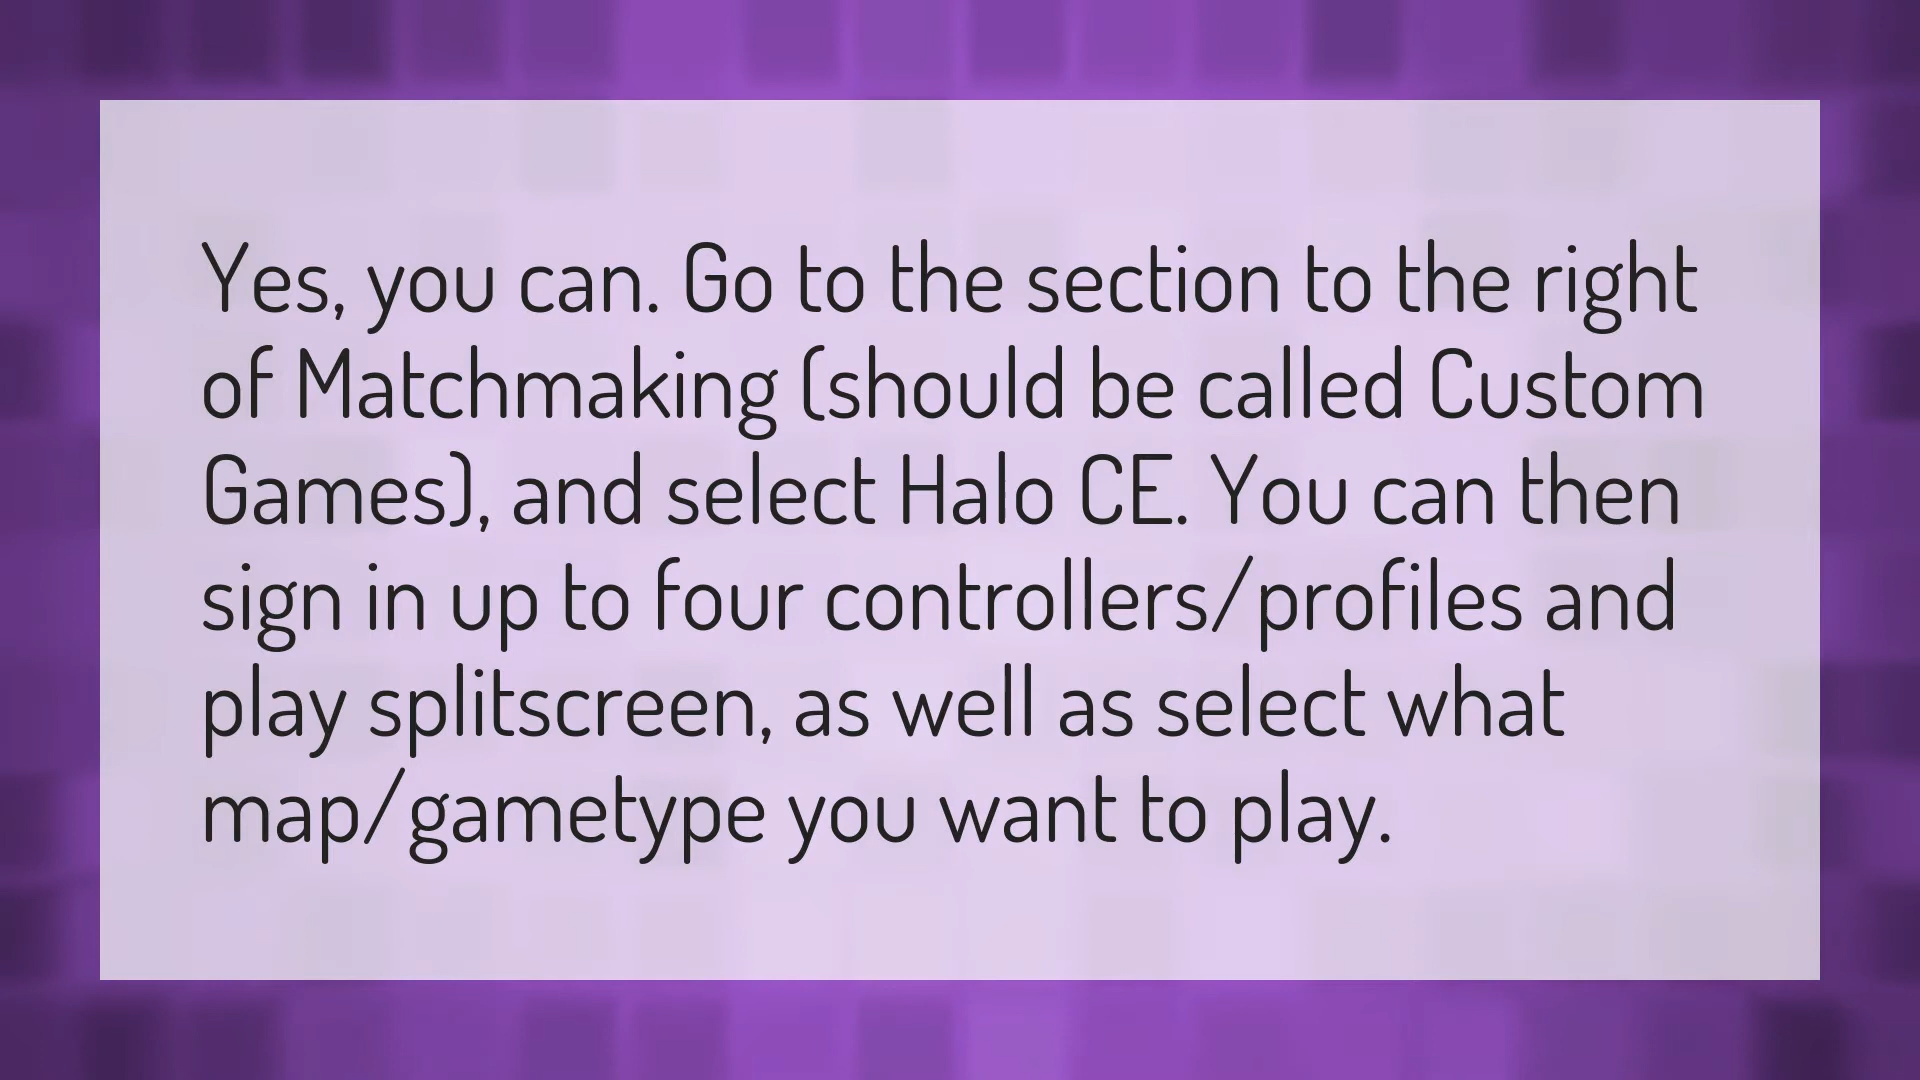 Yes, you can. Go to the section to the right
of Matchmaking (should be called Custom
Games), and select Halo CE. You can then
sign in up to four controllers/profiles and
play splitscreen, as well as select what
map/gametype you want to play.